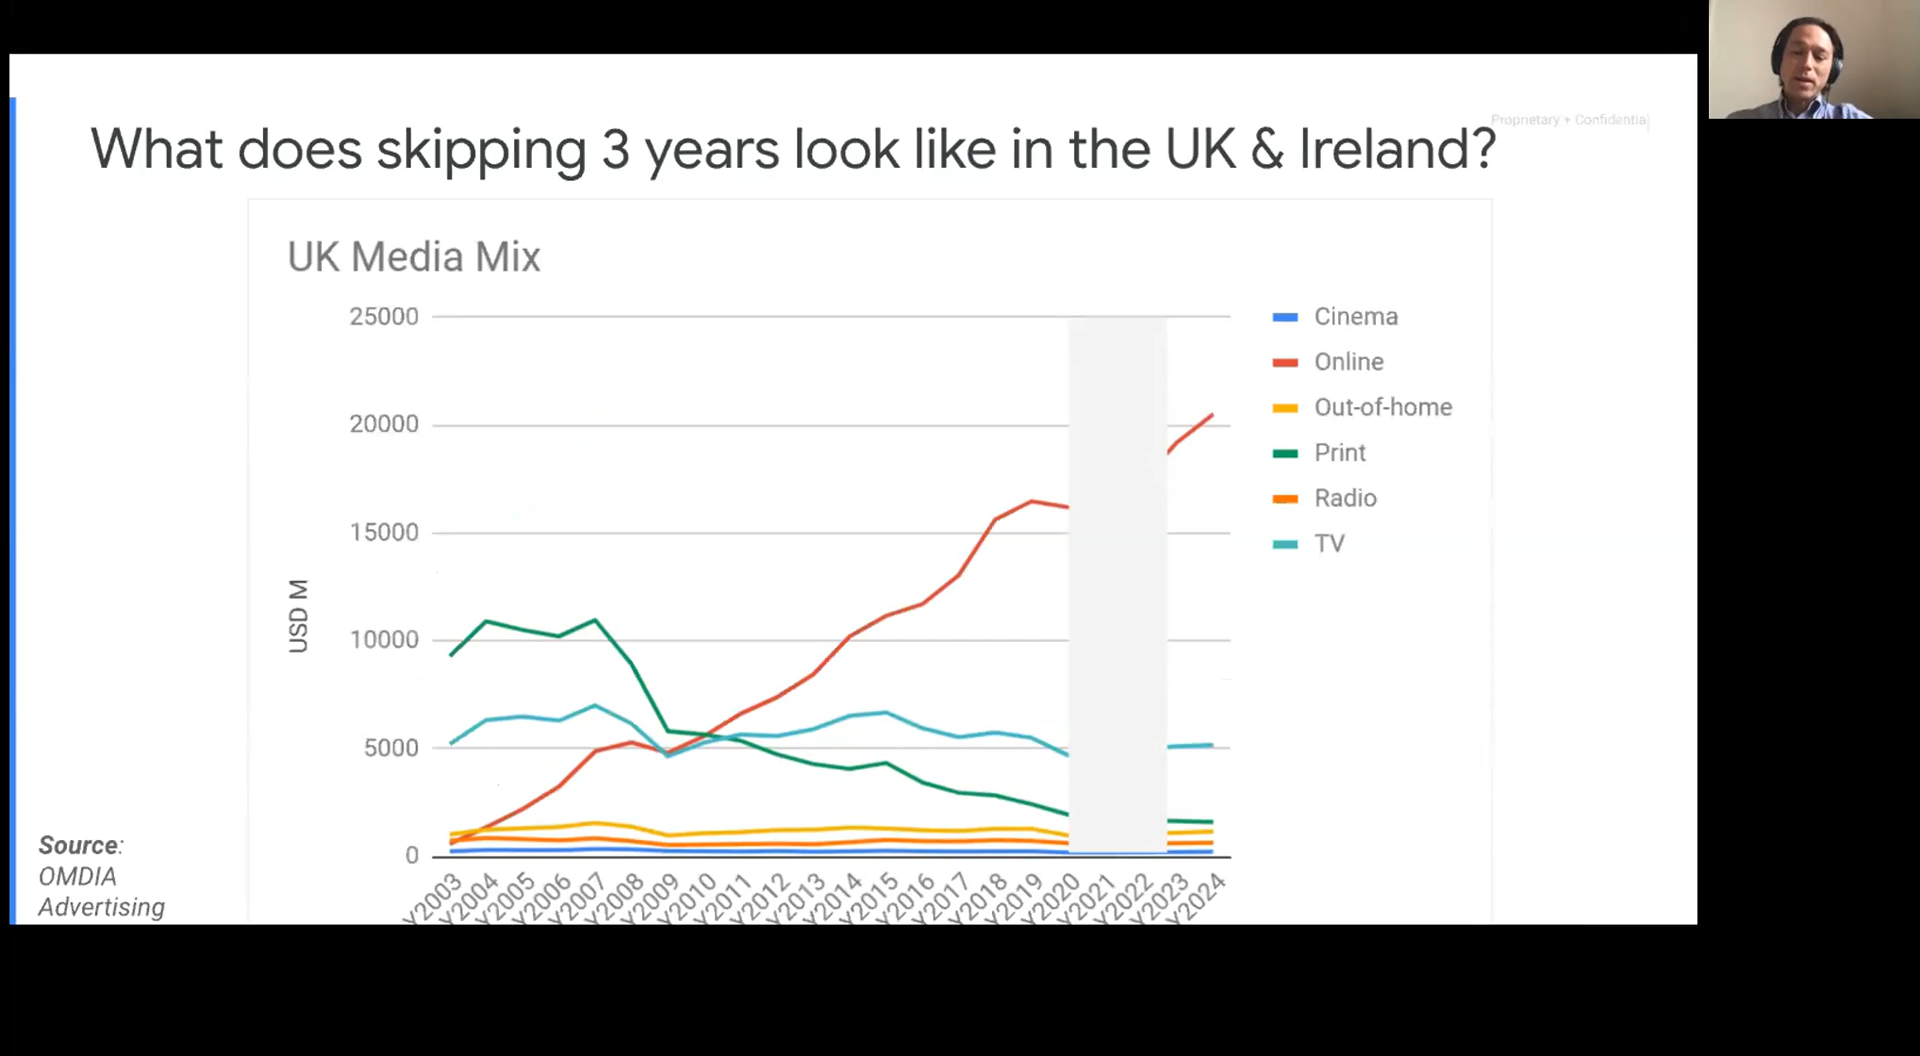 Proprietary + Confidential
What does skipping 3 years look like in the UK & Ireland?
UK Media Mix
25000
20000
15000
10000
5000
0
USD M
Cinema
Online
Out-of-home
Print
Radio
TV
Y2003
Y2004
Y2005
Y2006
Y2007
Y2008
Y2009
Y2010
Y2011
Y2012
Y2013
Y2014
Y2015
Y2016
Y2017
Y2018
Y2019
Y2020
Y2021
Y2022
Y2023
Y2024
Source:
OMDIA
Advertising